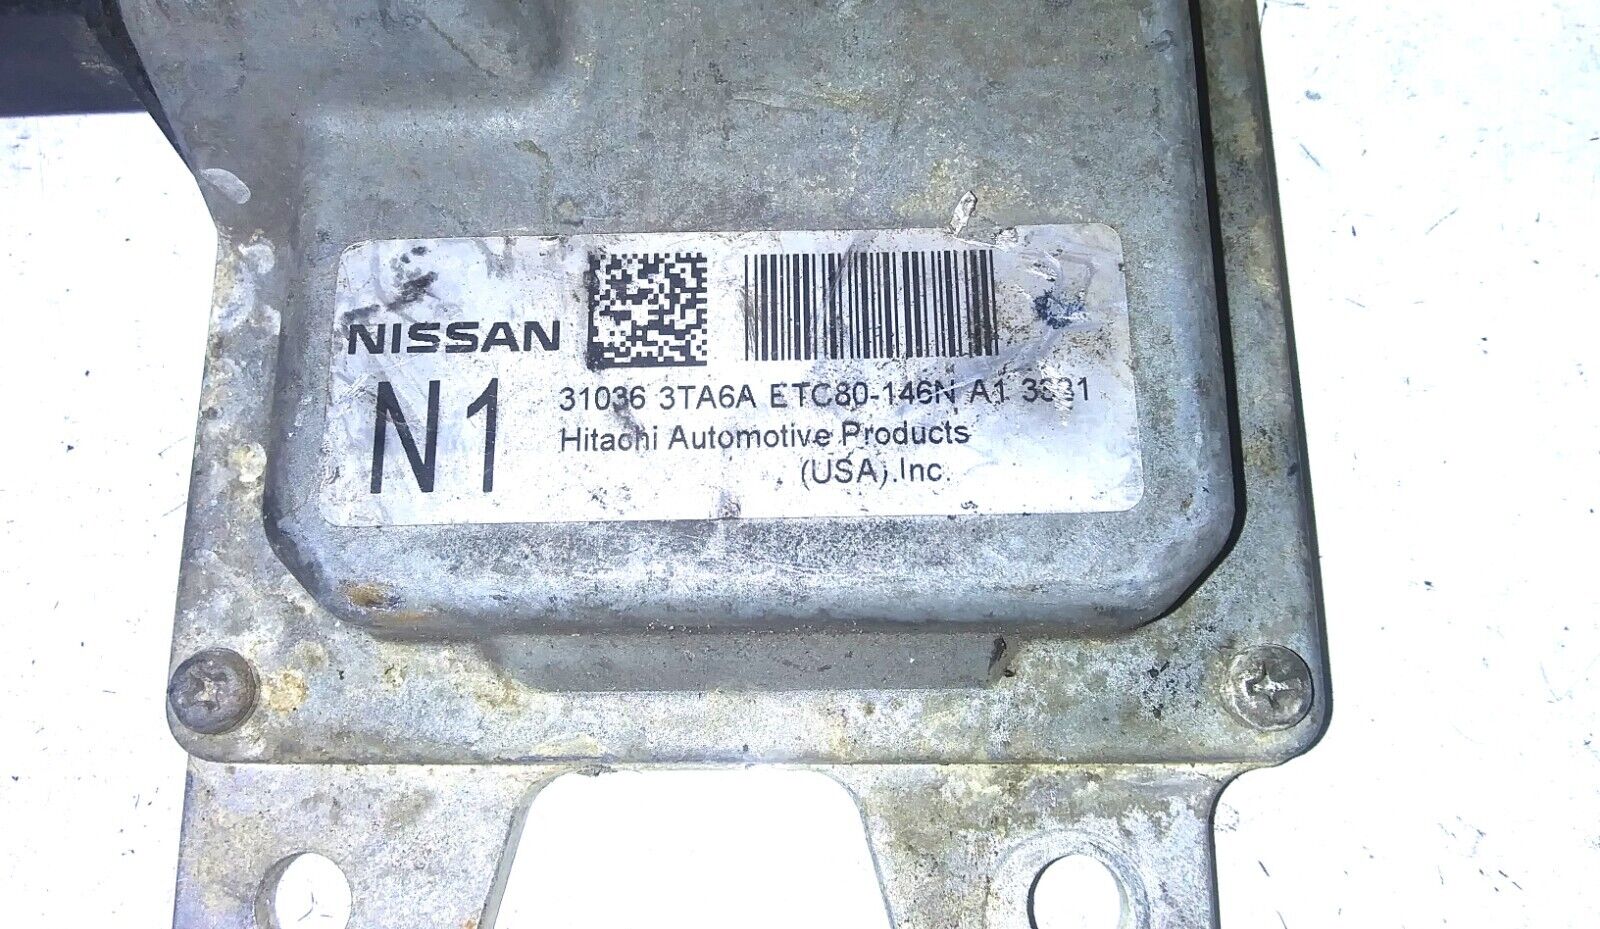 NISSAN
N1
31036 3TA6A ETC80-146N A1
Hitachi Automotive Products
(USA).Inc.